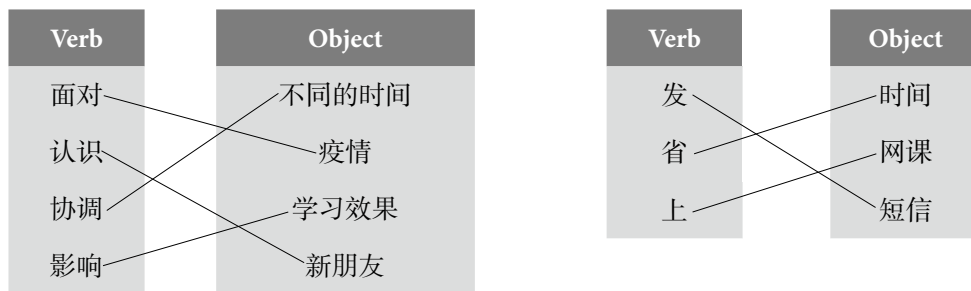 Verb Object Verb Object
面对 不同的时间 发 时间
认识 疫情 省 网课
协调 学习效果 上 短信
影响 新朋友